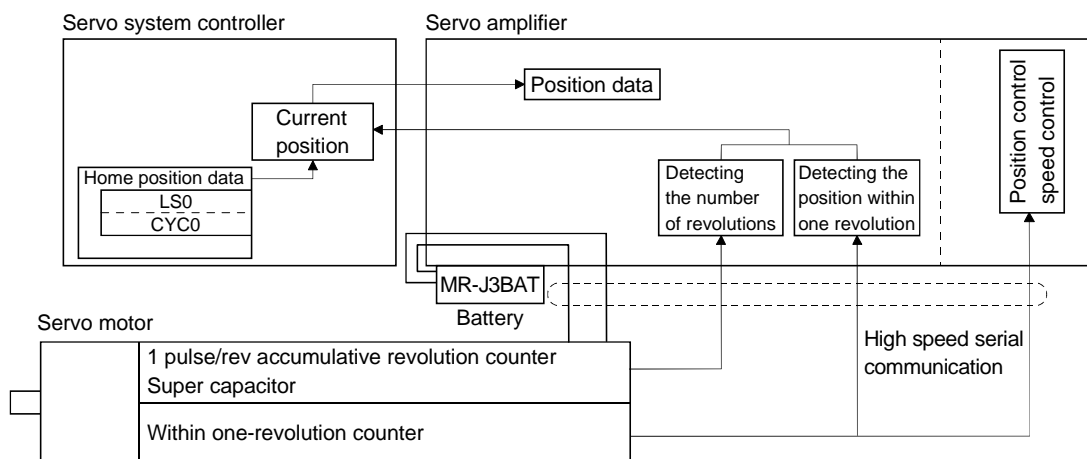 Servo system controller
Servo amplifier
Position data
Current
position
Home position data
LS0
CYC0
Detecting
the number
of revolutions
Detecting the
position within
one revolution
Position control
speed control
MR-J3BAT
Battery
Servo motor
1 pulse/rev accumulative revolution counter
Super capacitor
Within one-revolution counter
High speed serial
communication